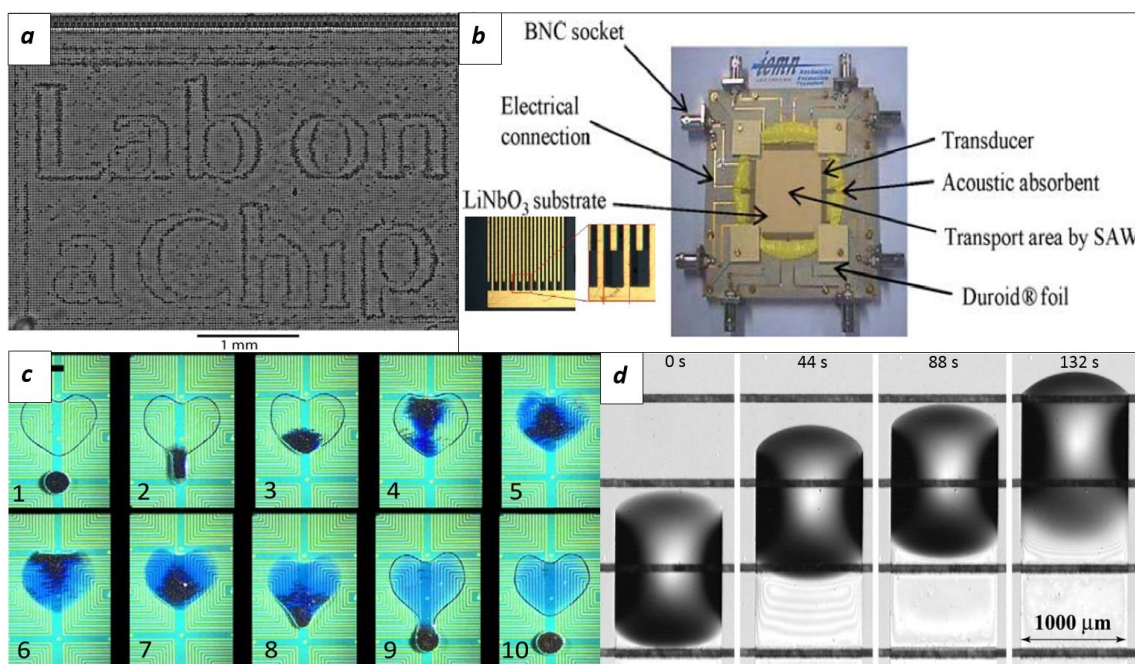 a
Lab on
a Chip
1 mm
b
BNC socket
Electrical
connection
LiNbO₃ substrate
iemn
Transducer
Acoustic absorbent
Transport area by SAW
Duroid® foil
c
1
2
3
4
5
6
7
8
9
10
d
0 s
44 s
88 s
132 s
1000 µm